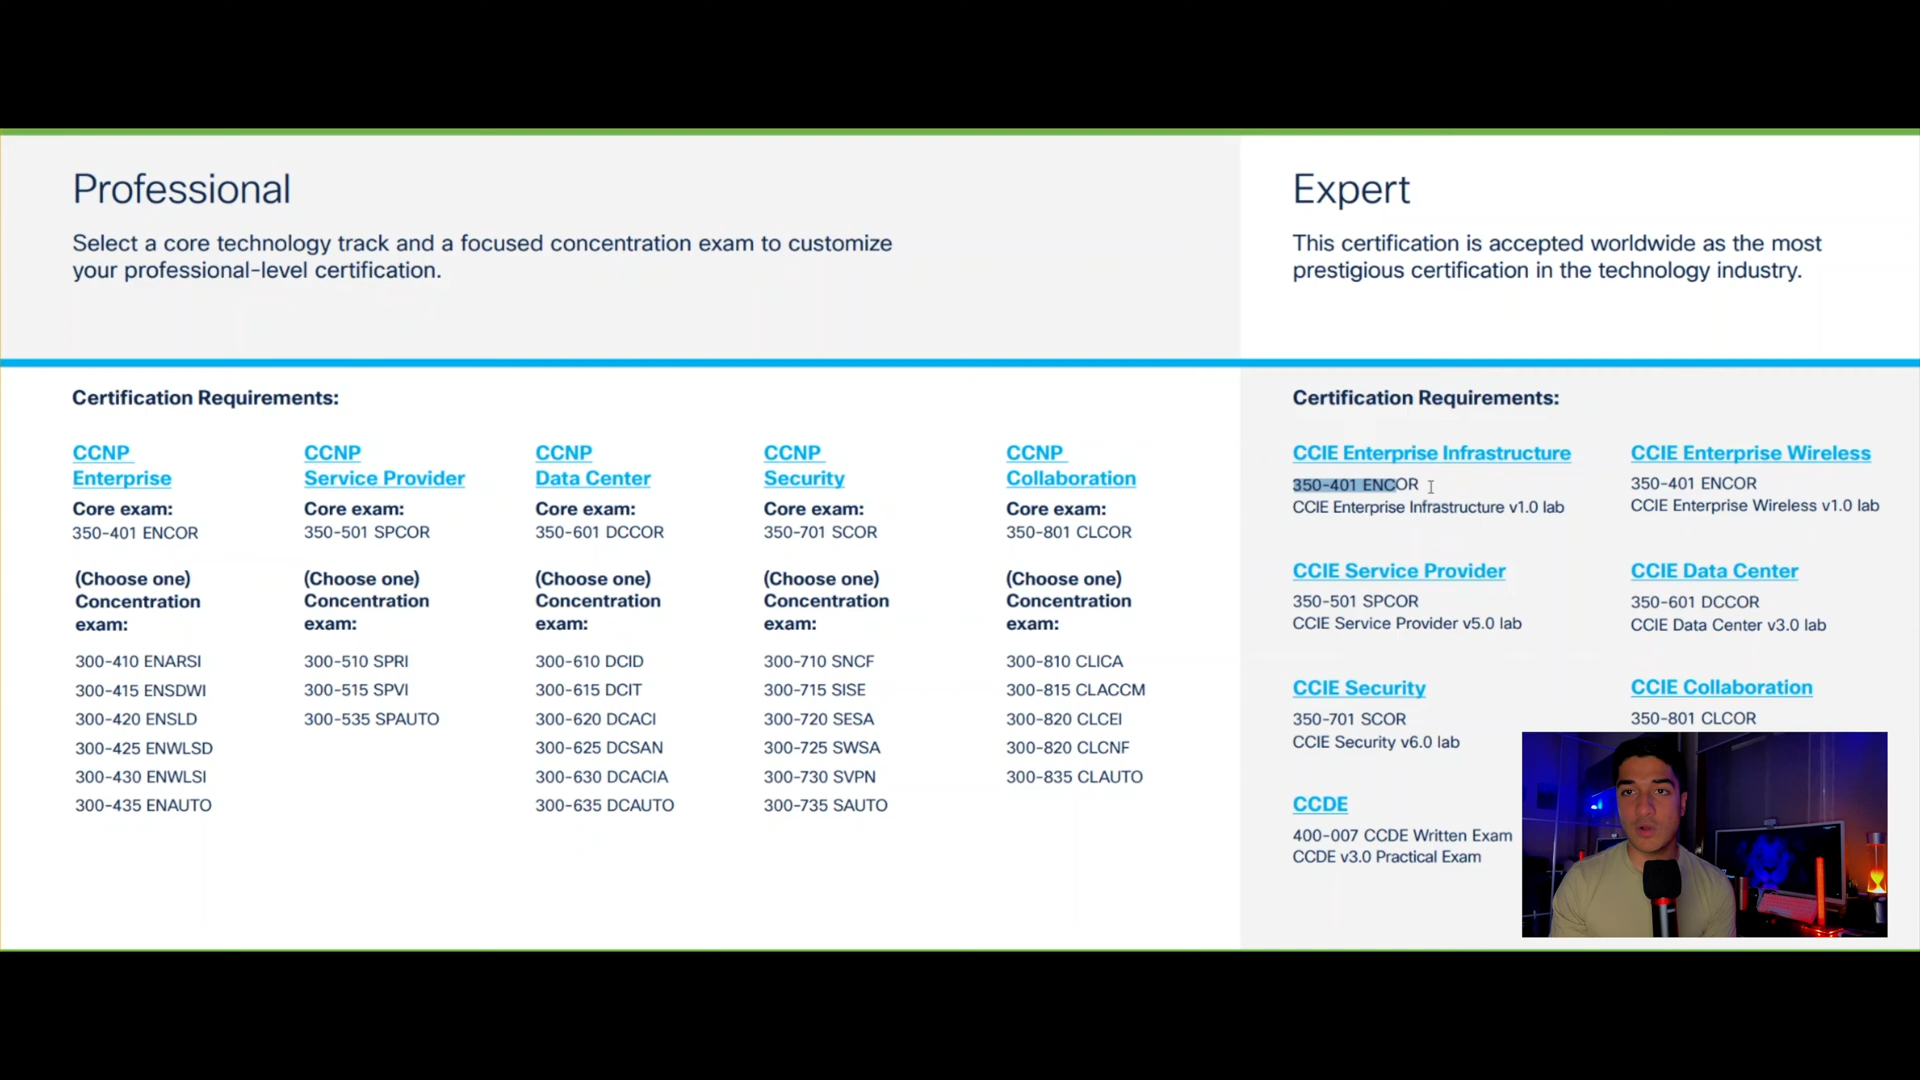 Professional
Select a core technology track and a focused concentration exam to customize
your professional-level certification.
Certification Requirements:
CCNP
Enterprise
Core exam:
350-401 ENCOR
(Choose one)
Concentration
exam:
300-410 ENARSI
300-415 ENSDWI
300-420 ENSLD
300-425 ENWLSD
300-430 ENWLSI
300-435 ENAUTO
CCNP
Service Provider
Core exam:
350-501 SPCOR
(Choose one)
Concentration
exam:
300-510 SPRI
300-515 SPVI
300-535 SPAUTO
CCNP
Data Center
Core exam:
350-601 DCCOR
(Choose one)
Concentration
exam:
300-610 DCID
300-615 DCIT
300-620 DCACI
300-625 DCSAN
300-630 DCACIA
300-635 DCAUTO
CCNP
Security
Core exam:
350-701 SCOR
(Choose one)
Concentration
exam:
300-710 SNCF
300-715 SISE
300-720 SESA
300-725 SWSA
300-730 SVPN
300-735 SAUTO
CCNP
Collaboration
Core exam:
350-801 CLCOR
(Choose one)
Concentration
exam:
300-810 CLICA
300-815 CLACCM
300-820 CLCEI
300-820 CLCNF
300-835 CLAUTO
Expert
This certification is accepted worldwide as the most
prestigious certification in the technology industry.
Certification Requirements:
CCIE Enterprise Infrastructure
350-401 ENCOR
CCIE Enterprise Infrastructure v1.0 lab
CCIE Enterprise Wireless
350-401 ENCOR
CCIE Enterprise Wireless v1.0 lab
CCIE Service Provider
350-501 SPCOR
CCIE Service Provider v5.0 lab
CCIE Data Center
350-601 DCCOR
CCIE Data Center v3.0 lab
CCIE Security
350-701 SCOR
CCIE Security v6.0 lab
CCIE Collaboration
350-801 CLCOR
CCDE
400-007 CCDE Written Exam
CCDE v3.0 Practical Exam